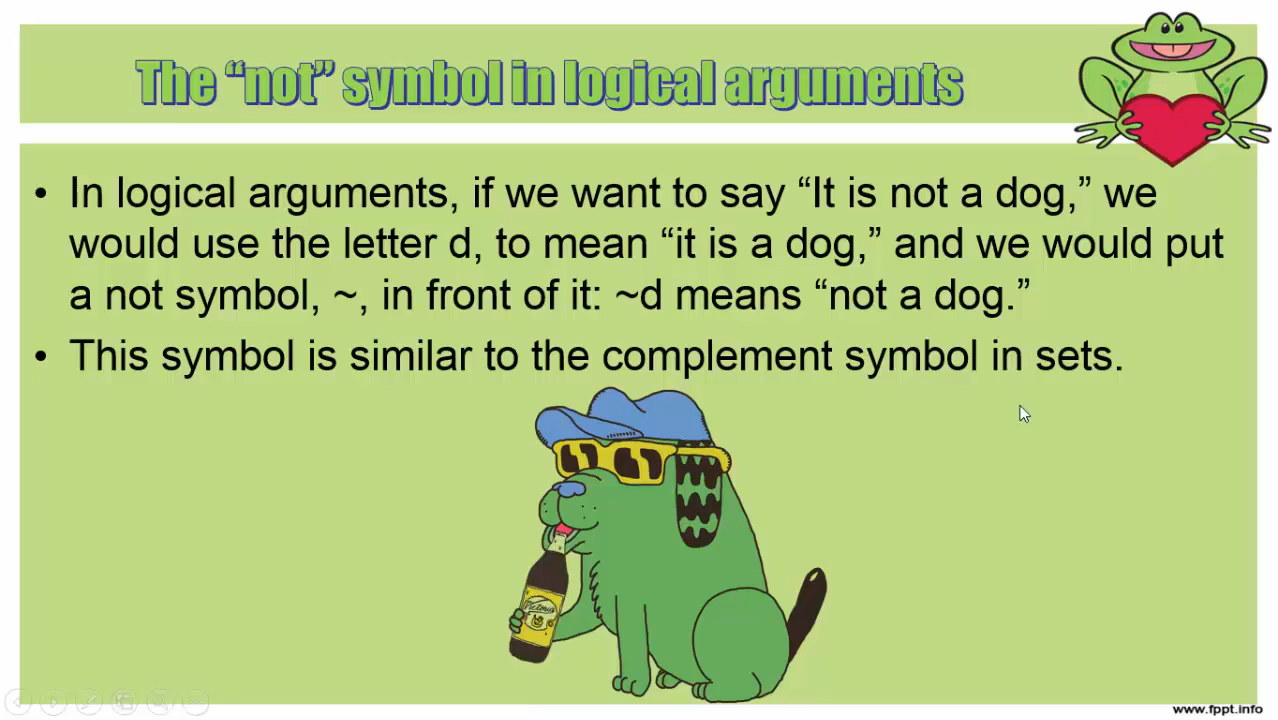 The “not” symbol in logical arguments
• In logical arguments, if we want to say “It is not a dog,” we
would use the letter d, to mean “it is a dog,” and we would put
a not symbol, ~, in front of it: ~d means “not a dog.”
• This symbol is similar to the complement symbol in sets.
Victoria
www.fppt.info